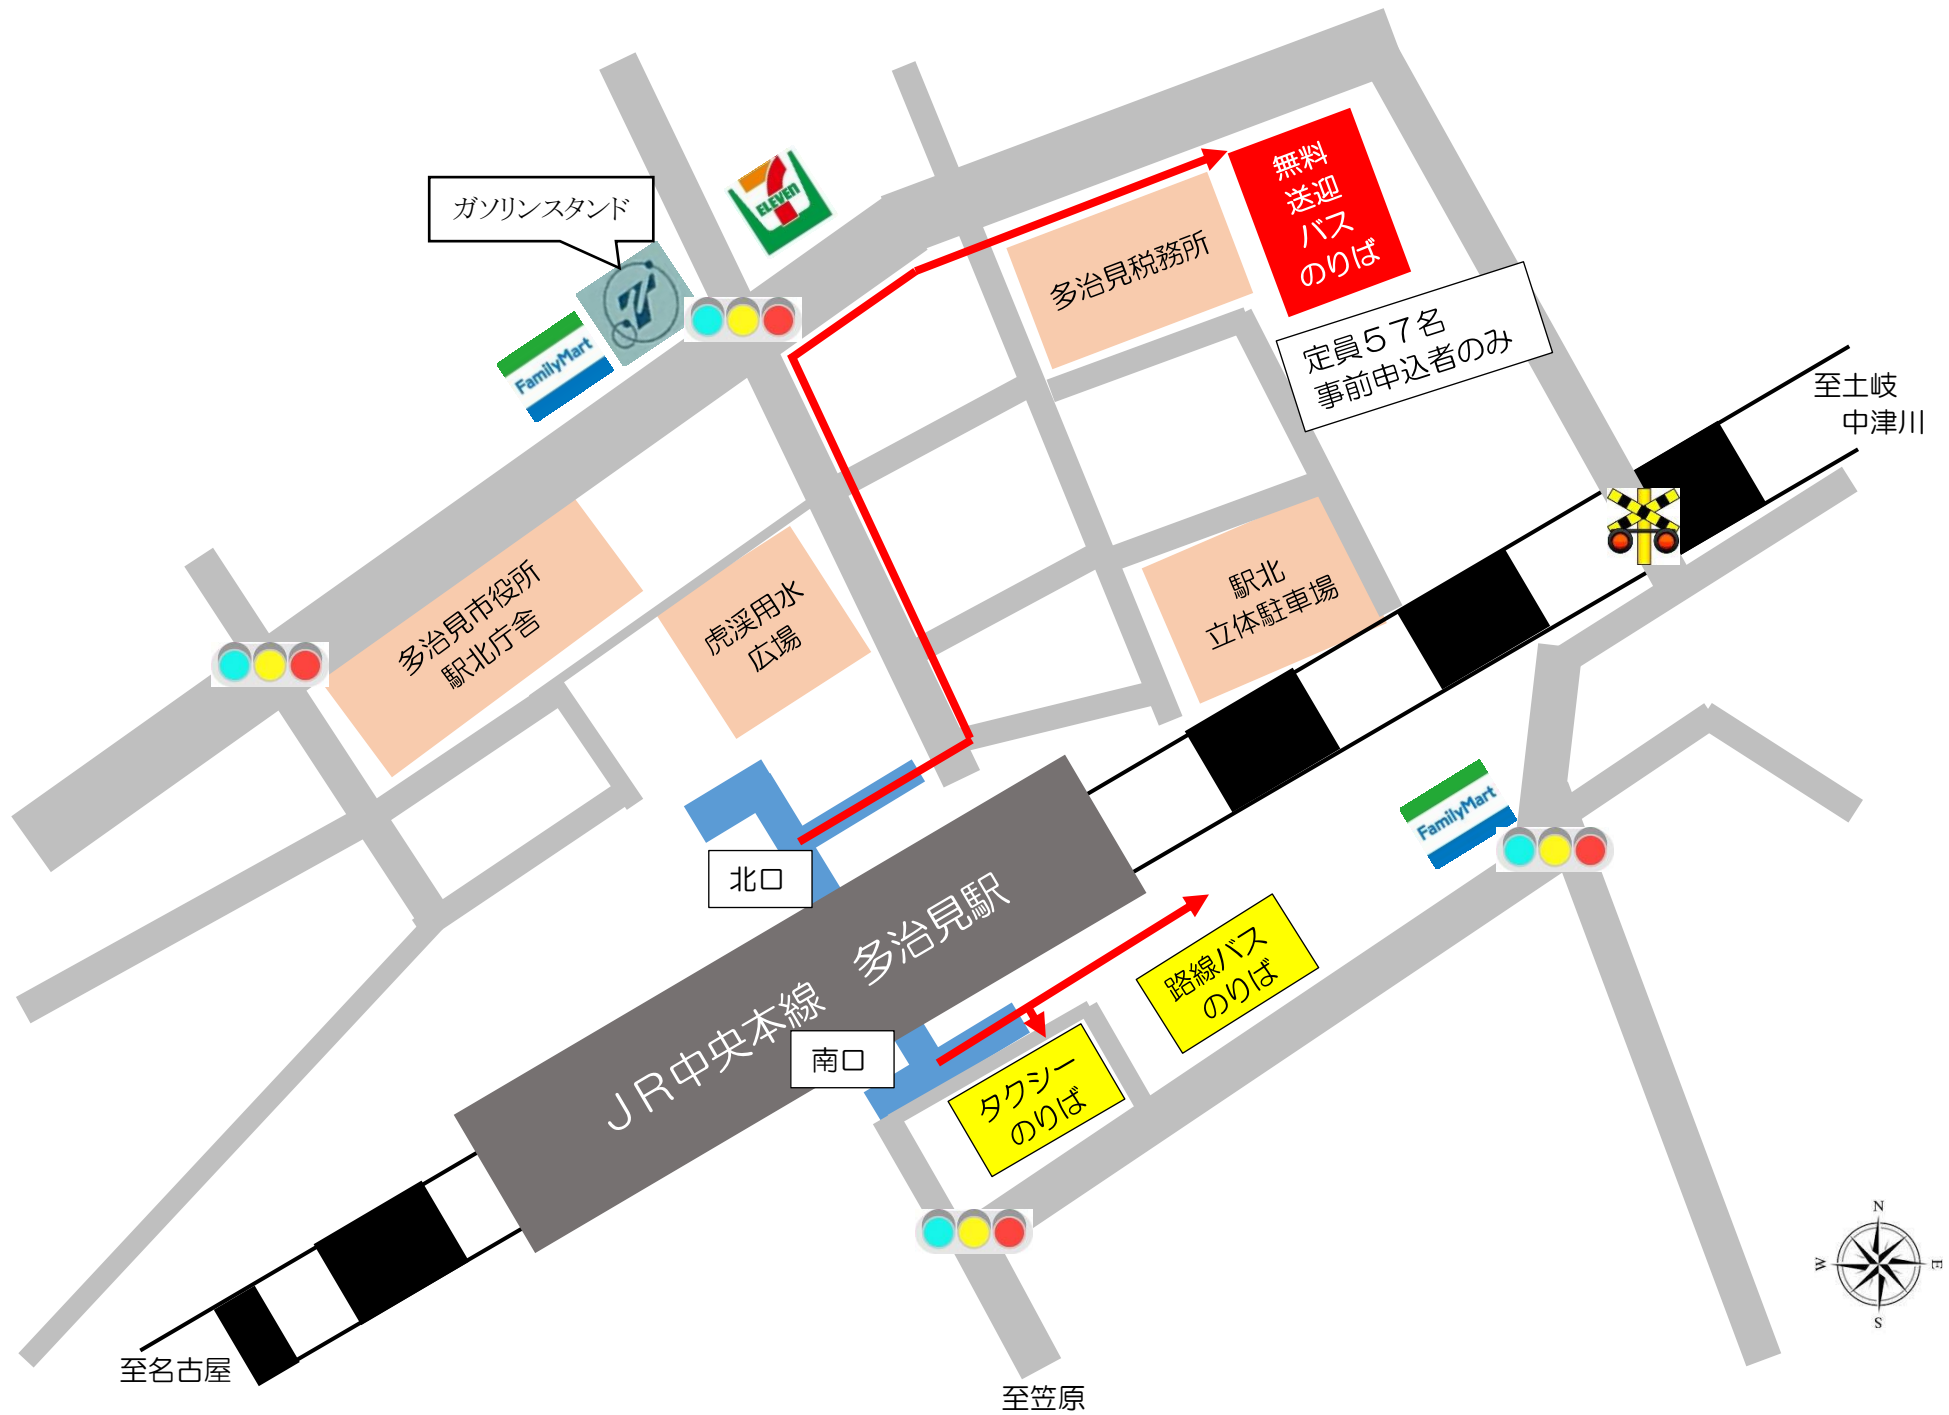 ガソリンスタンド
ELEVEN
FamilyMart
無料
送迎
バス
のりば
多治見税務所
定員５７名
事前申込者のみ
至土岐
中津川
多治見市役所
駅北庁舎
虎渓用水
広場
駅北
立体駐車場
北口
ＪＲ中央本線　多治見駅
南口
FamilyMart
路線バス
のりば
タクシー
のりば
至名古屋
至笠原
N
W
E
S